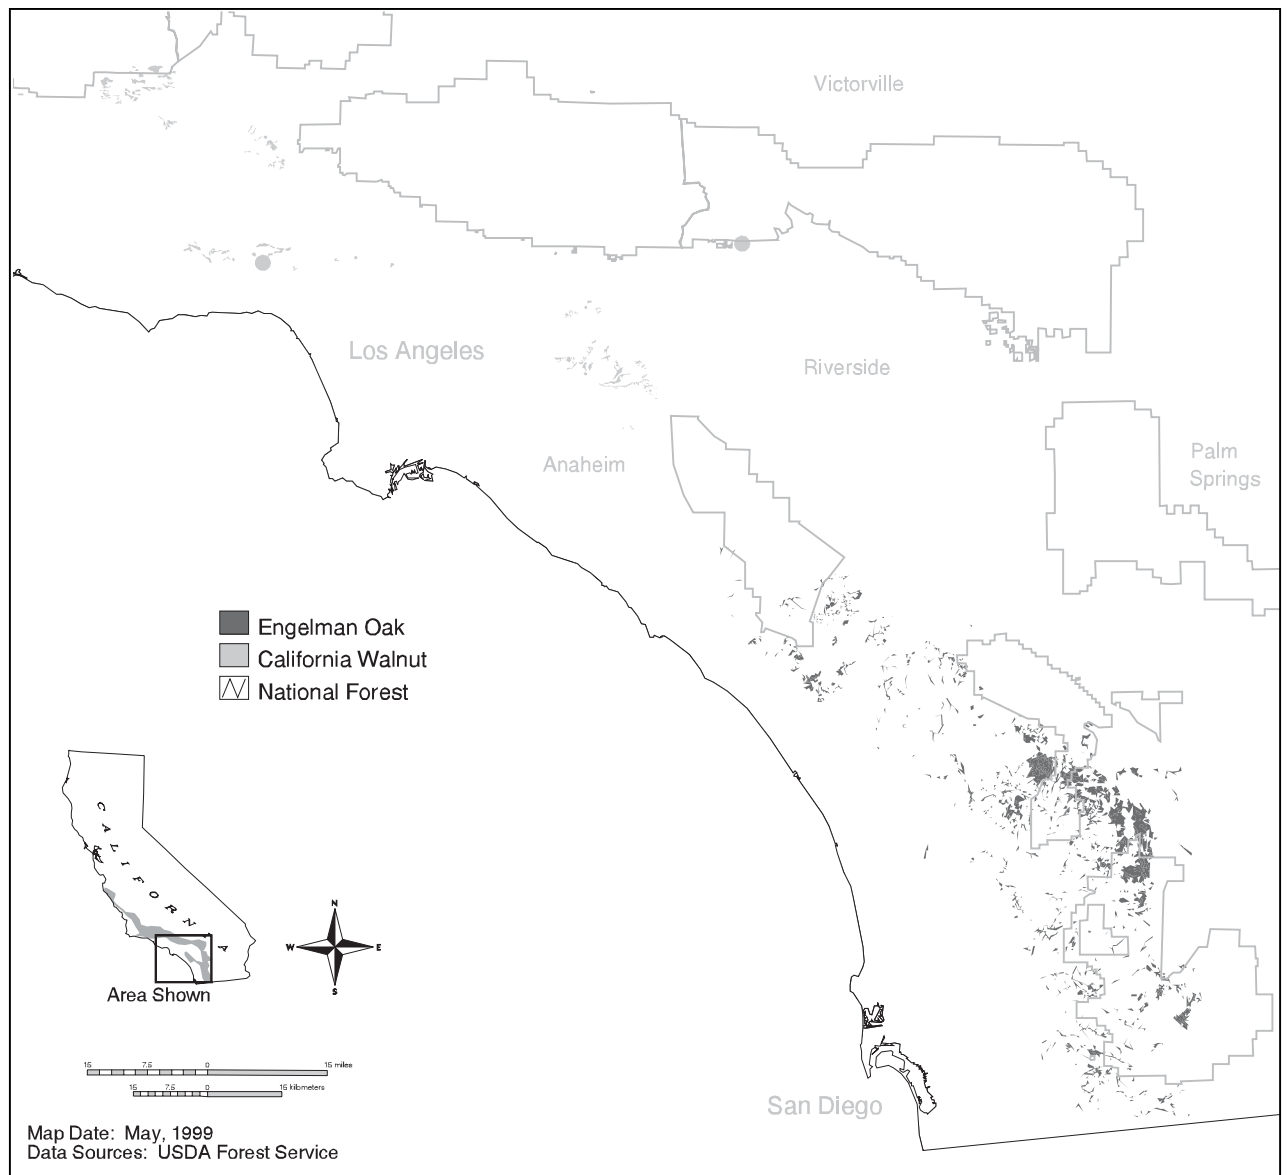 Victorville
Los Angeles
Riverside
Palm
Springs
Anaheim
Engelman Oak
California Walnut
National Forest
CALIFORNIA
N
W E
S
Area Shown
15 7.5 0 15 miles
15 7.5 0 15 kilometers
San Diego
Map Date: May, 1999
Data Sources: USDA Forest Service